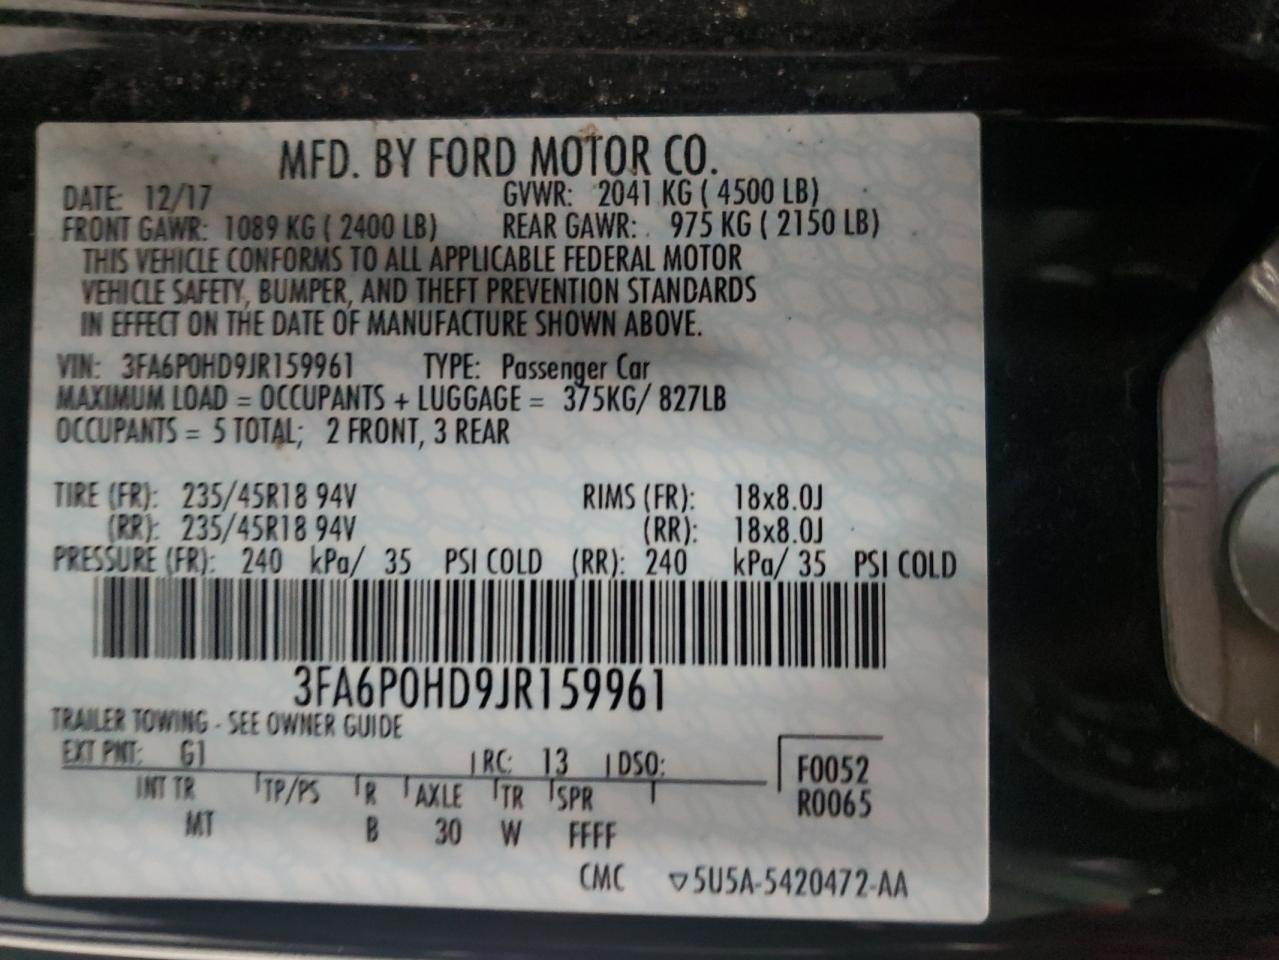 MFD. BY FORD MOTOR CO.
DATE: 12/17 GVWR: 2041 KG ( 4500 LB)
FRONT GAWR: 1089 KG ( 2400 LB) REAR GAWR: 975 KG ( 2150 LB)
THIS VEHICLE CONFORMS TO ALL APPLICABLE FEDERAL MOTOR
VEHICLE SAFETY, BUMPER, AND THEFT PREVENTION STANDARDS
IN EFFECT ON THE DATE OF MANUFACTURE SHOWN ABOVE.
VIN: 3FA6P0HD9JR159961 TYPE: Passenger Car
MAXIMUM LOAD = OCCUPANTS + LUGGAGE = 375KG/ 827LB
OCCUPANTS = 5 TOTAL; 2 FRONT, 3 REAR
TIRE (FR): 235/45R18 94V RIMS (FR): 18x8.0J
(RR): 235/45R18 94V (RR): 18x8.0J
PRESSURE (FR): 240 kPa/ 35 PSI COLD (RR): 240 kPa/ 35 PSI COLD
3FA6P0HD9JR159961
TRAILER TOWING - SEE OWNER GUIDE
EXT PNT: G1 RC: 13 DSO: F0052
INT TR TP/PS R AXLE TR SPR R0065
MT B 30 W FFFF
CMC ▽5U5A-5420472-AA